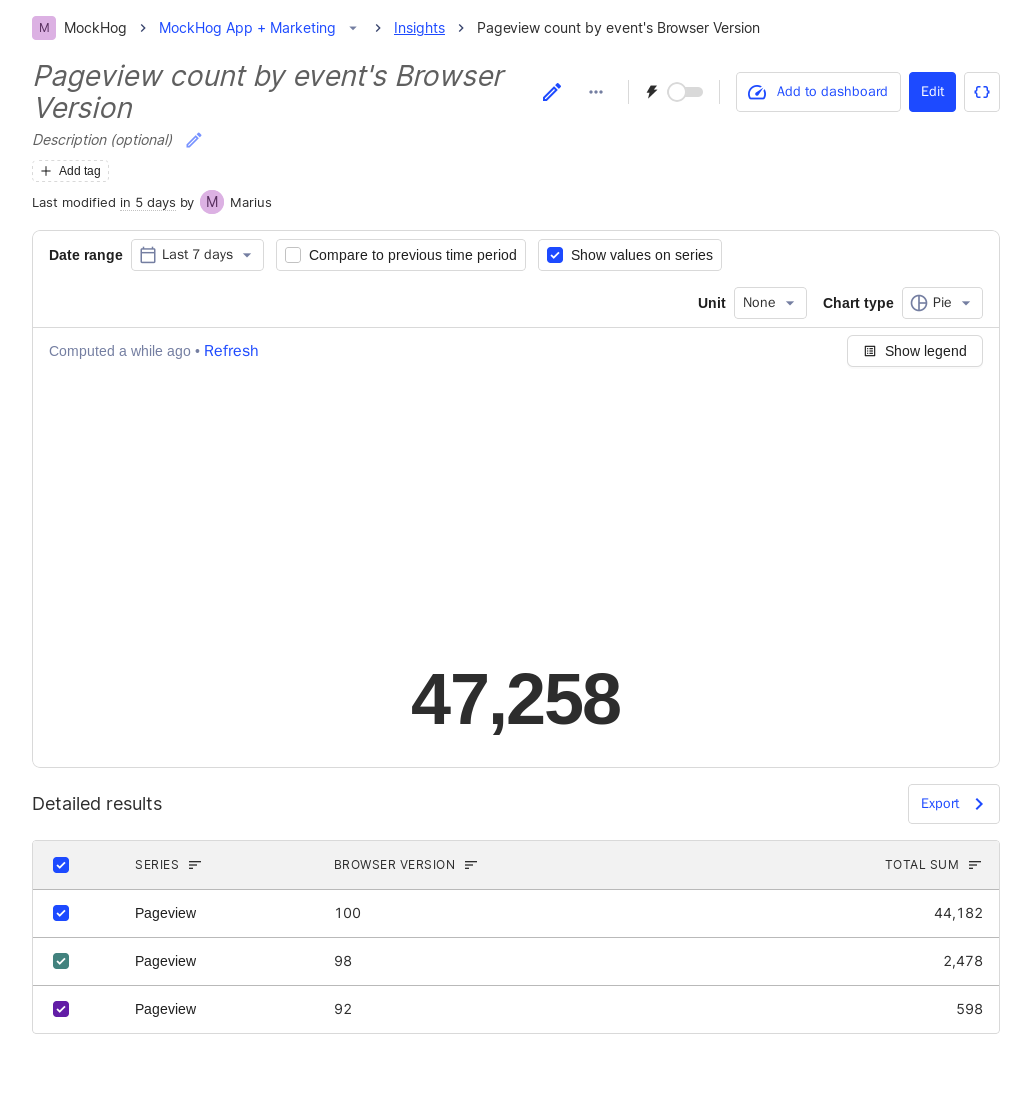 M MockHog MockHog App + Marketing Insights Pageview count by event's Browser Version
Pageview count by event's Browser
Version
Add to dashboard Edit
Description (optional)
Add tag
Last modified in 5 days by M Marius
Date range Last 7 days Compare to previous time period Show values on series
Unit None Chart type Pie
Computed a while ago • Refresh Show legend
47,258
Detailed results Export
SERIES BROWSER VERSION TOTAL SUM
Pageview 100 44,182
Pageview 98 2,478
Pageview 92 598